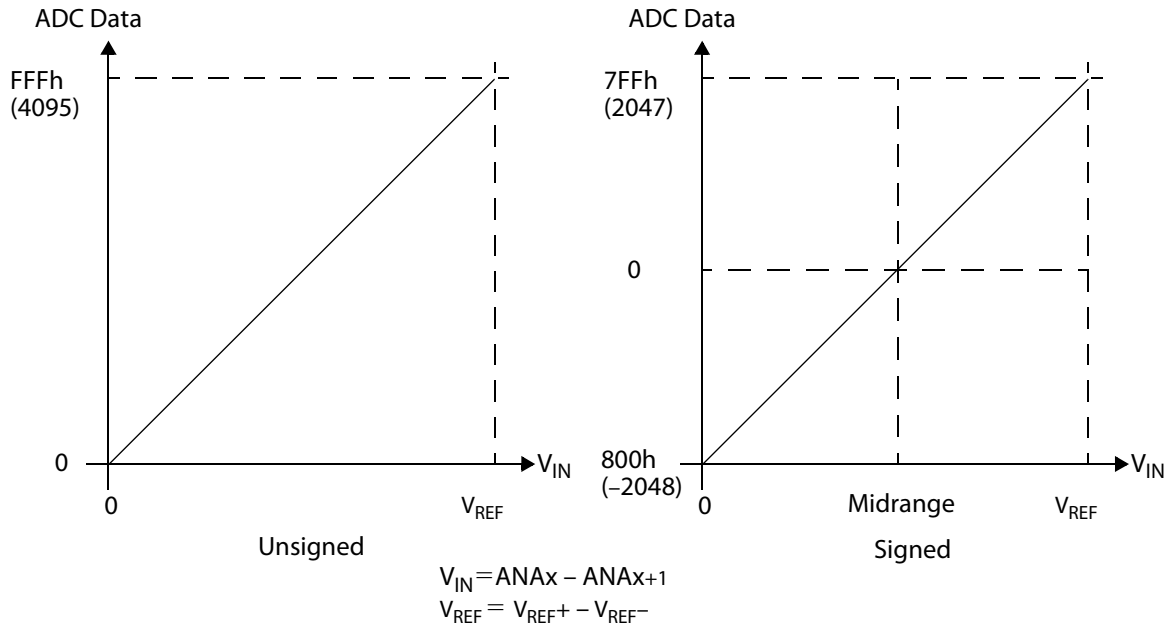 ADC Data
FFFh
(4095)
0
0
VREF
VIN
Unsigned
ADC Data
7FFh
(2047)
0
800h
(–2048)
0
Midrange
VREF
VIN
Signed
VIN = ANAx – ANAx+1
VREF = VREF+ – VREF–